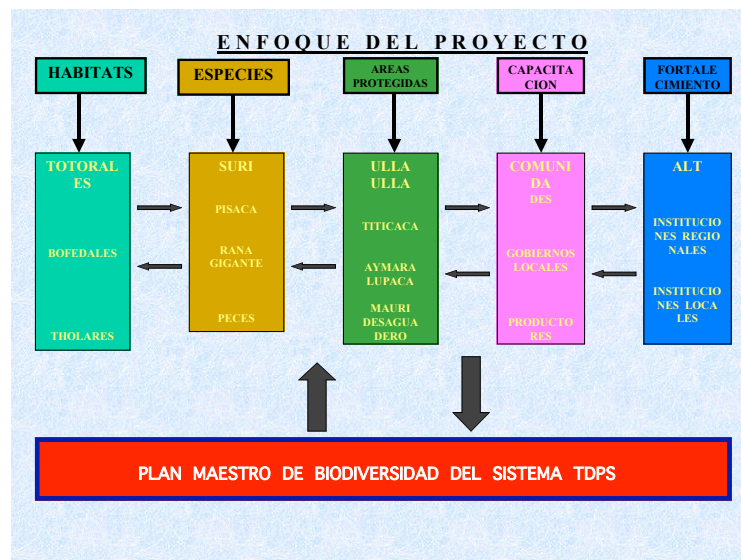 ENFOQUE DEL PROYECTO
HABITATS
ESPECIES
AREAS
PROTEGIDAS
CAPACITA
CION
FORTALE
CIMIENTO
TOTORAL
ES
BOFEDALES
THOLARES
SURI
PISACA
RANA
GIGANTE
PECES
ULLA
ULLA
TITICACA
AYMARA
LUPACA
MAURI
DESAGUA
DERO
COMUNIDA
DES
GOBIERNOS
LOCALES
PRODUCTO
RES
ALT
INSTITUCIO
NES REGIO
NALES
INSTITUCIO
NES LOCA
LES
PLAN MAESTRO DE BIODIVERSIDAD DEL SISTEMA TDPS